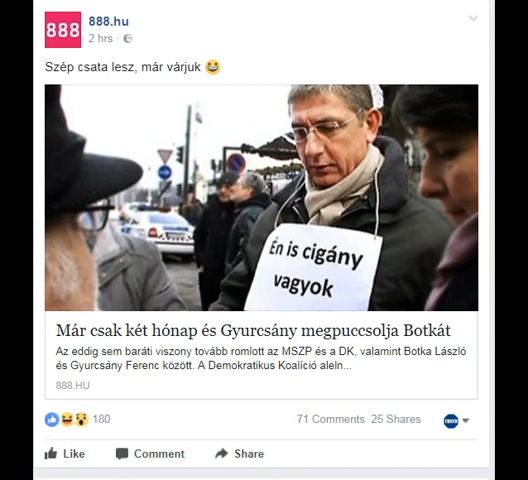 888
888.hu
2 hrs ·
Szép csata lesz, már várjuk
Én is cigány
vagyok
Már csak két hónap és Gyurcsány megpuccsolja Botkát
Az eddig sem baráti viszony tovább romlott az MSZP és a DK, valamint Botka László
és Gyurcsány Ferenc között. A Demokratikus Koalíció aleln...
888.HU
180
71 Comments 25 Shares
TRUTH
Like Comment Share